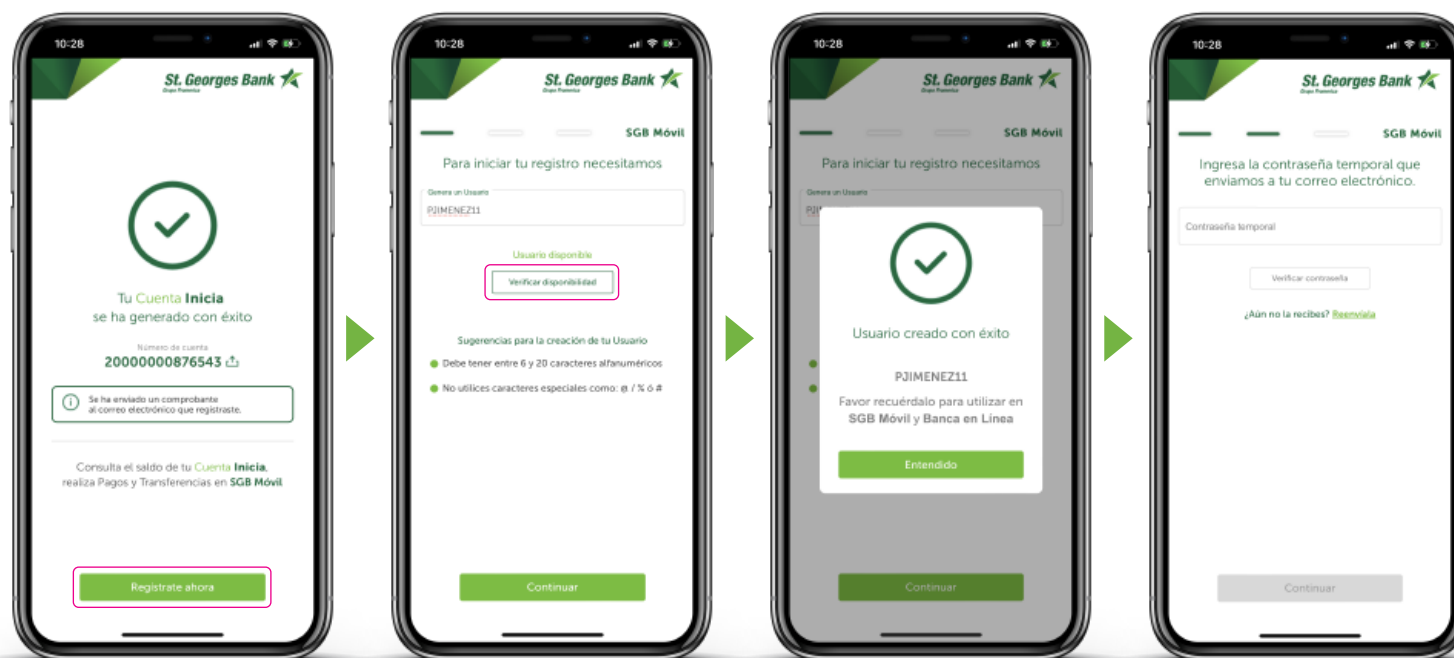 10:28
St. Georges Bank
Grupo Promerica
Tu Cuenta Inicia
se ha generado con éxito
Número de cuenta
20000000876543
Se ha enviado un comprobante
al correo electrónico que registraste.
Consulta el saldo de tu Cuenta Inicia,
realiza Pagos y Transferencias en SGB Móvil
Regístrate ahora
10:28
St. Georges Bank
Grupo Promerica
SGB Móvil
Para iniciar tu registro necesitamos
Genera un Usuario
PJIMENEZ11
Usuario disponible
Verificar disponibilidad
Sugerencias para la creación de tu Usuario
Debe tener entre 6 y 20 caracteres alfanuméricos
No utilices caracteres especiales como: @ / % ó #
Continuar
10:28
St. Georges Bank
Grupo Promerica
SGB Móvil
Para iniciar tu registro necesitamos
Genera un Usuario
Usuario creado con éxito
PJIMENEZ11
Favor recuérdalo para utilizar en
SGB Móvil y Banca en Línea
Entendido
Continuar
10:28
St. Georges Bank
Grupo Promerica
SGB Móvil
Ingresa la contraseña temporal que
enviamos a tu correo electrónico.
Contraseña temporal
Verificar contraseña
¿Aún no la recibes? Reenvíala
Continuar